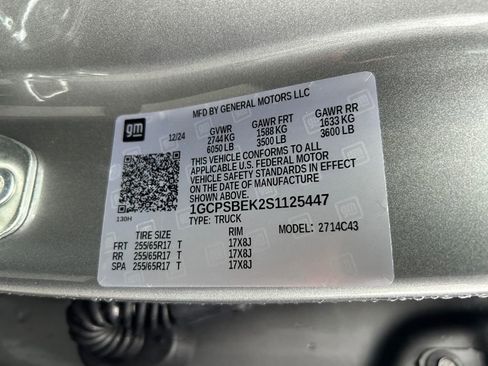 MFD BY GENERAL MOTORS LLC
gm
12/24
GVWR GAWR FRT GAWR RR
2744 KG 1588 KG 1633 KG
6050 LB 3500 LB 3600 LB
THIS VEHICLE CONFORMS TO ALL
APPLICABLE U.S. FEDERAL MOTOR
VEHICLE SAFETY STANDARDS IN EFFECT
ON THE DATE OF MANUFACTURE
SHOWN ABOVE.
1GCPSBEK2S1125447
TYPE: TRUCK MODEL: 2714C43
130H
TIRE SIZE RIM
FRT 255/65R17 T 17X8J
RR 255/65R17 T 17X8J
SPA 255/65R17 T 17X8J